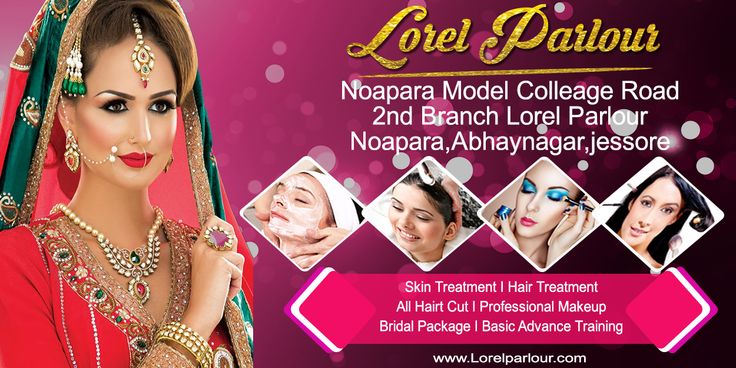 Lorel Parlour
Noapara Model Colleage Road
2nd Branch Lorel Parlour
Noapara,Abhaynagar,jessore
Skin Treatment I Hair Treatment
All Hairt Cut I Professional Makeup
Bridal Package I Basic Advance Training
www.Lorelparlour.com